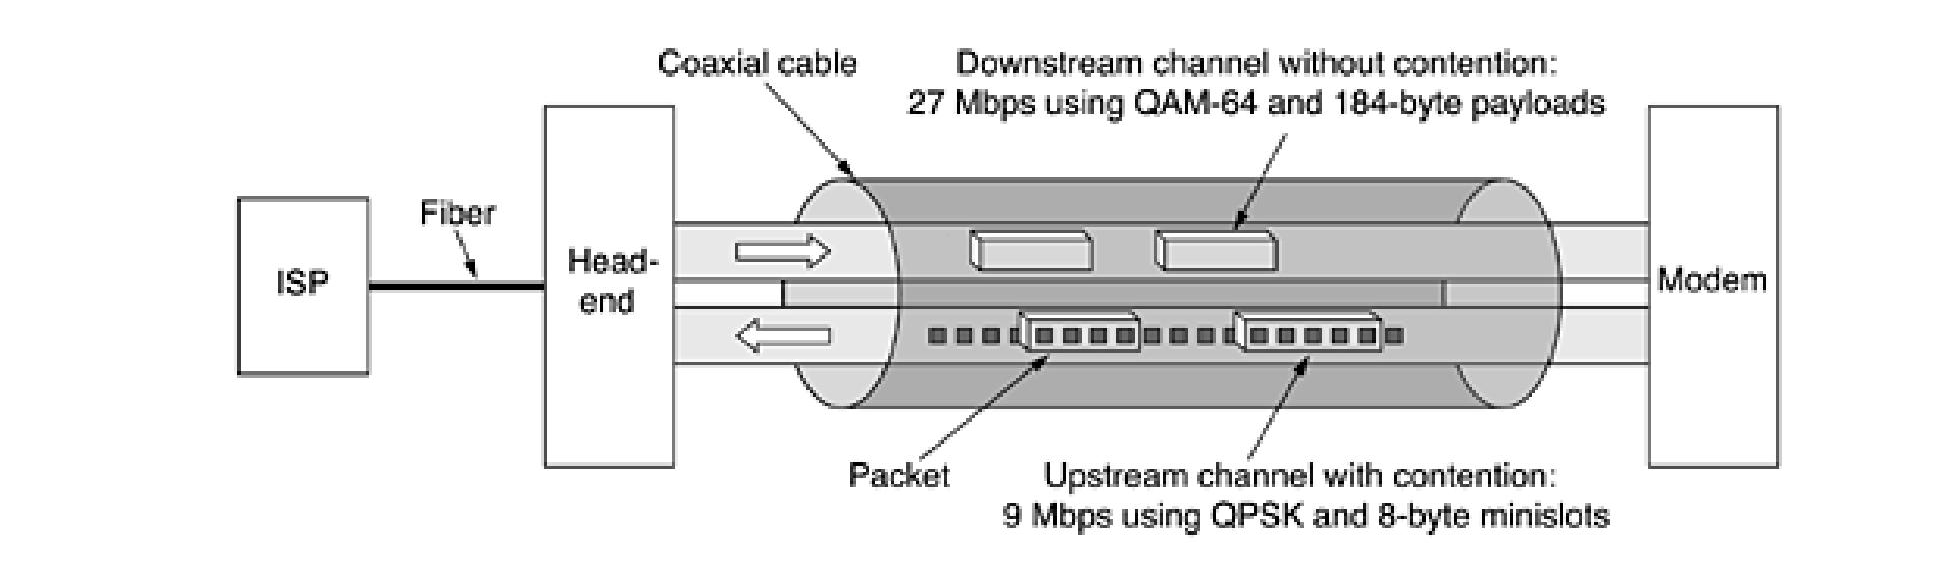 Coaxial cable
Downstream channel without contention:
27 Mbps using QAM-64 and 184-byte payloads
Fiber
ISP
Head-
end
Modem
Packet
Upstream channel with contention:
9 Mbps using QPSK and 8-byte minislots